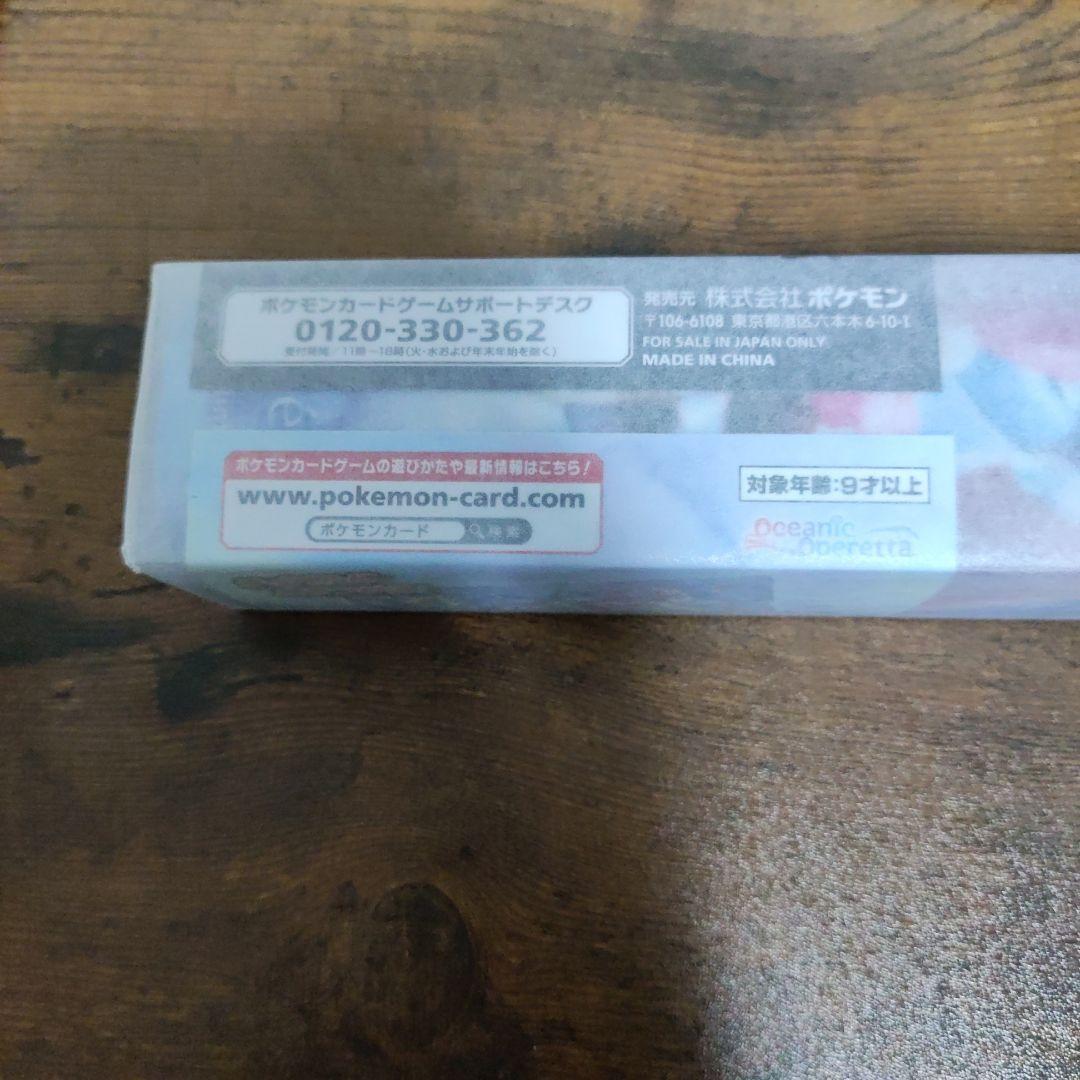 ポケモンカードゲームサポートデスク
0120-330-362
受付時間/11時~18時(火・水および年末年始を除く)
発売元 株式会社ポケモン
〒106-6108 東京都港区六本木6-10-1
FOR SALE IN JAPAN ONLY
MADE IN CHINA
ポケモンカードゲームの遊びかたや最新情報はこちら!
www.pokemon-card.com
ポケモンカード 検索
対象年齢:9才以上
Oceanic
Operetta